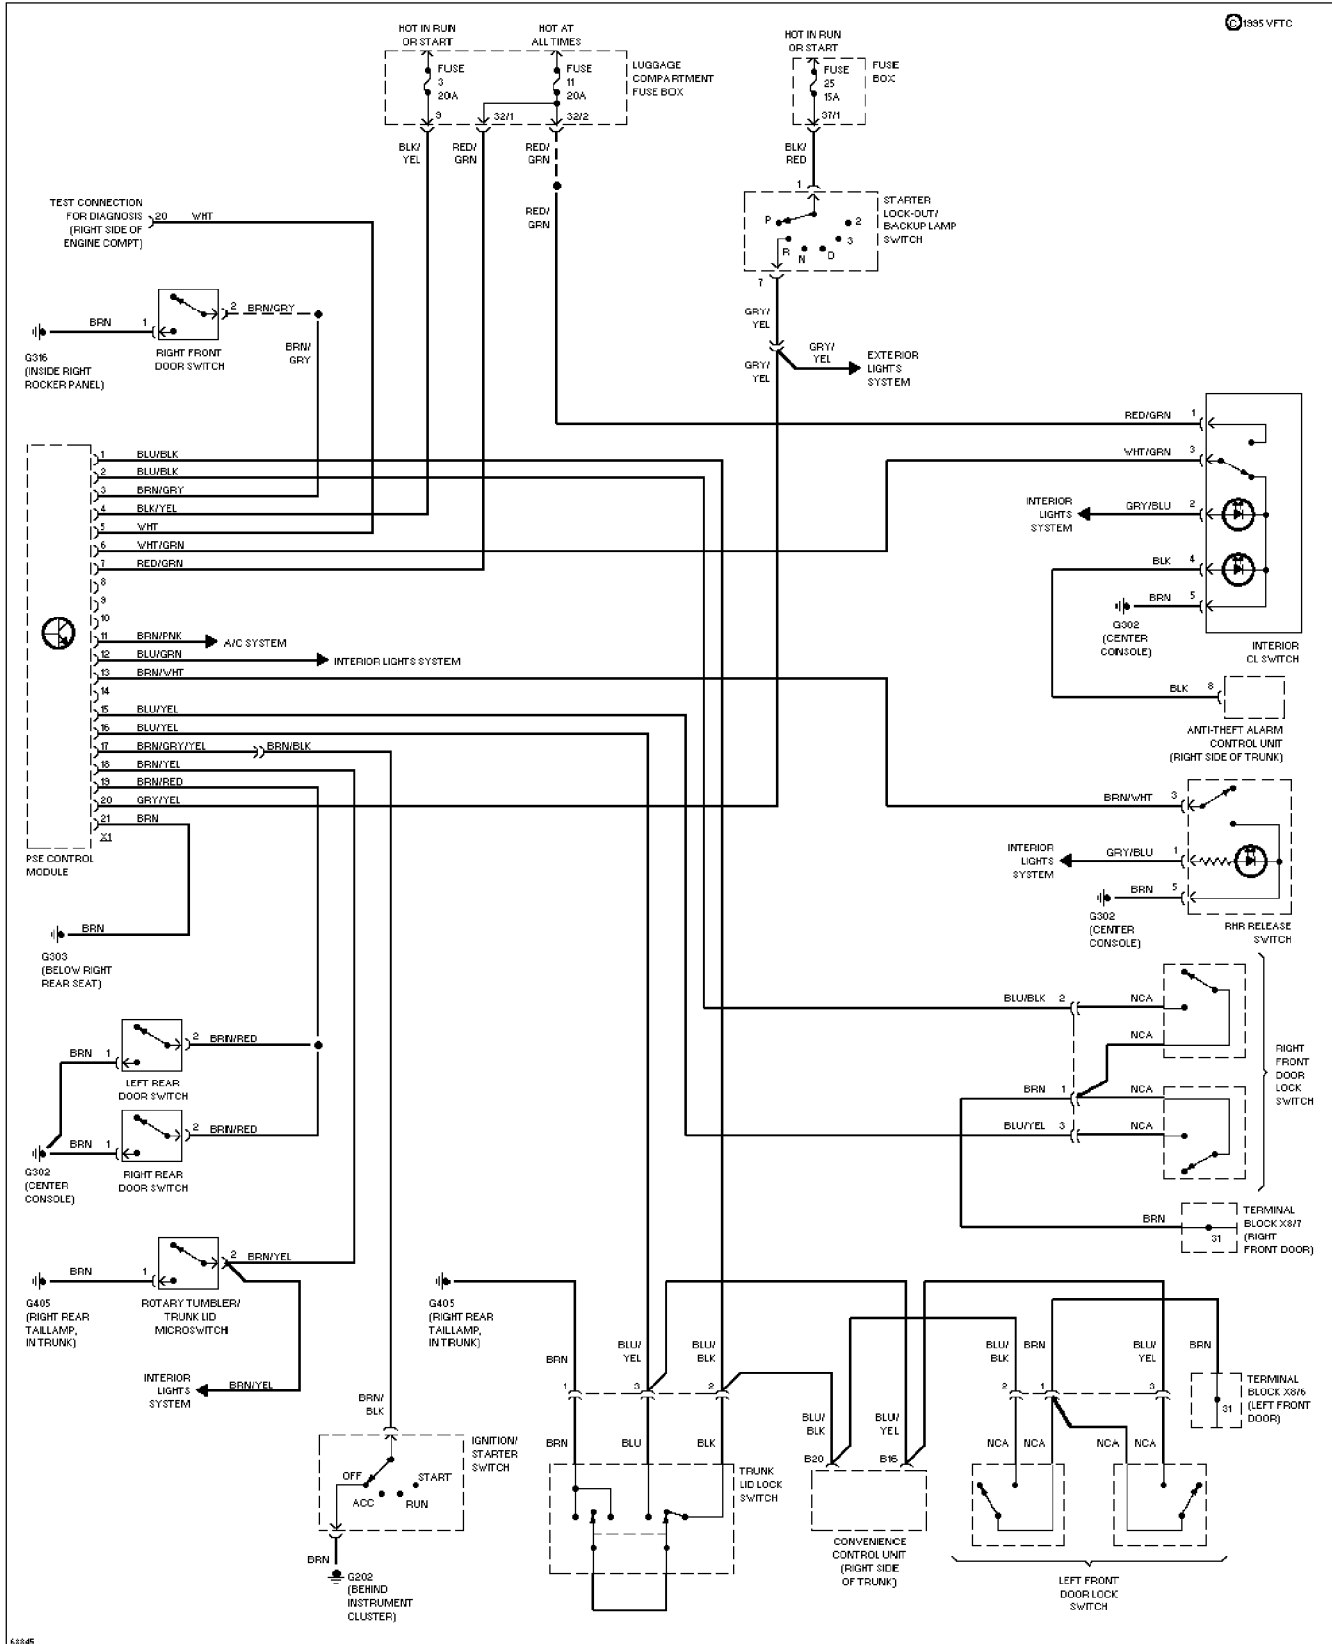 © 1995 VFTC
HOT IN RUN
OR START
HOT AT
ALL TIMES
HOT IN RUN
OR START
FUSE
3
20A
FUSE
11
20A
LUGGAGE
COMPARTMENT
FUSE BOX
FUSE
25
15A
FUSE
BOX
9
32/1
32/2
37/1
BLK/
YEL
RED/
GRN
RED/
GRN
BLK/
RED
RED/
GRN
1
STARTER
LOCK-OUT/
BACKUP LAMP
SWITCH
P
R
N
D
3
2
7
TEST CONNECTION
FOR DIAGNOSIS
(RIGHT SIDE OF
ENGINE COMPT)
20
WHT
GRY/
YEL
GRY/
YEL
GRY/
YEL
EXTERIOR
LIGHTS
SYSTEM
BRN
1
2
BRN/GRY
BRN/
GRY
G316
(INSIDE RIGHT
ROCKER PANEL)
RIGHT FRONT
DOOR SWITCH
1 BLU/BLK
2 BLU/BLK
3 BRN/GRY
4 BLK/YEL
5 WHT
6 WHT/GRN
7 RED/GRN
8
9
10
11 BRN/PNK
A/C SYSTEM
12 BLU/GRN
INTERIOR LIGHTS SYSTEM
13 BRN/WHT
14
15 BLU/YEL
16 BLU/YEL
17 BRN/GRY/YEL
BRN/BLK
18 BRN/YEL
19 BRN/RED
20 GRY/YEL
21 BRN
X1
PSE CONTROL
MODULE
RED/GRN 1
WHT/GRN 3
INTERIOR
LIGHTS
SYSTEM
GRY/BLU 2
BLK 4
BRN 5
G302
(CENTER
CONSOLE)
INTERIOR
CL SWITCH
BLK 8
ANTI-THEFT ALARM
CONTROL UNIT
(RIGHT SIDE OF TRUNK)
BRN/WHT 3
INTERIOR
LIGHTS
SYSTEM
GRY/BLU 1
BRN 5
G302
(CENTER
CONSOLE)
RHR RELEASE
SWITCH
BRN
G303
(BELOW RIGHT
REAR SEAT)
BLU/BLK 2
NCA
NCA
BRN 1
NCA
BLU/YEL 3
NCA
RIGHT
FRONT
DOOR
LOCK
SWITCH
BRN 1
2 BRN/RED
LEFT REAR
DOOR SWITCH
BRN 1
2 BRN/RED
G302
(CENTER
CONSOLE)
RIGHT REAR
DOOR SWITCH
BRN
31
TERMINAL
BLOCK X8/7
(RIGHT
FRONT DOOR)
BRN 1
2 BRN/YEL
G405
(RIGHT REAR
TAILLAMP,
IN TRUNK)
ROTARY TUMBLER/
TRUNK LID
MICROSWITCH
INTERIOR
LIGHTS
SYSTEM
BRN/YEL
G405
(RIGHT REAR
TAILLAMP,
IN TRUNK)
BRN
BLU/
YEL
BLU/
BLK
1
3
2
BLU/
BLK
BRN
BLU/
YEL
BRN
2
1
3
31
TERMINAL
BLOCK X8/6
(LEFT FRONT
DOOR)
BRN/
BLK
IGNITION/
STARTER
SWITCH
OFF
START
ACC
RUN
BRN
G202
(BEHIND
INSTRUMENT
CLUSTER)
BRN
BLU
BLK
TRUNK
LID LOCK
SWITCH
BLU/
BLK
BLU/
YEL
B20
B16
CONVENIENCE
CONTROL UNIT
(RIGHT SIDE
OF TRUNK)
NCA
NCA
NCA
NCA
LEFT FRONT
DOOR LOCK
SWITCH
68845